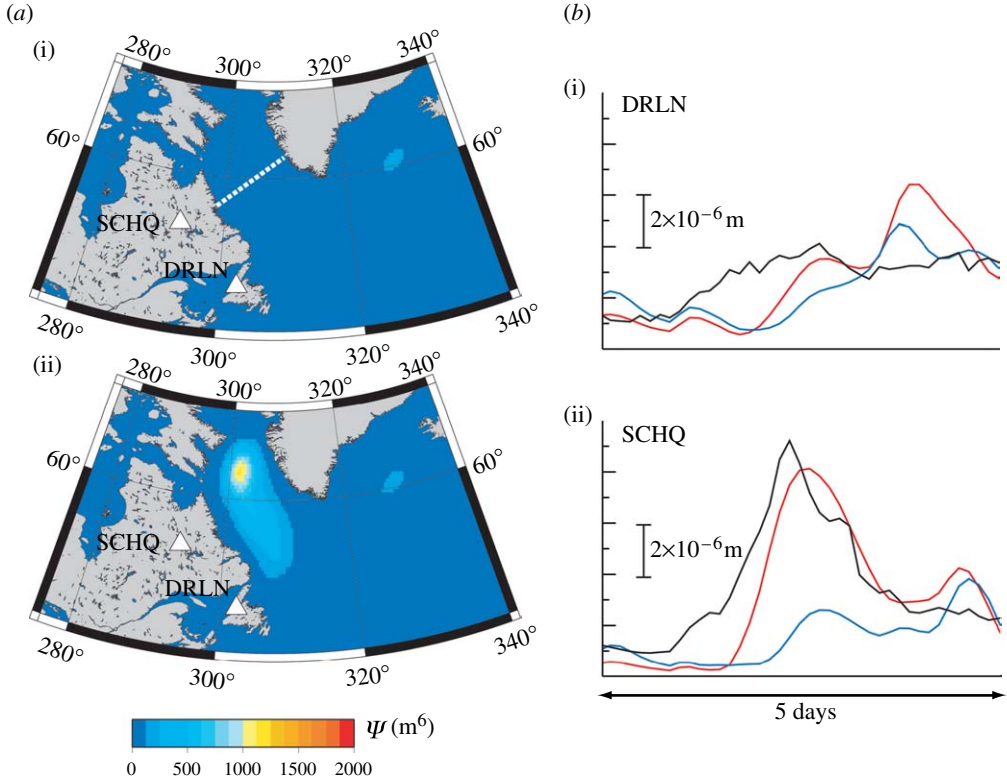 (a)
(i)
280°
300°
320°
340°
60°
60°
SCHQ
DRLN
280°
300°
320°
340°
(ii)
280°
300°
320°
340°
60°
60°
SCHQ
DRLN
280°
300°
320°
340°
Ψ (m⁶)
0 500 1000 1500 2000
(b)
(i)
DRLN
2×10⁻⁶ m
(ii)
SCHQ
2×10⁻⁶ m
5 days